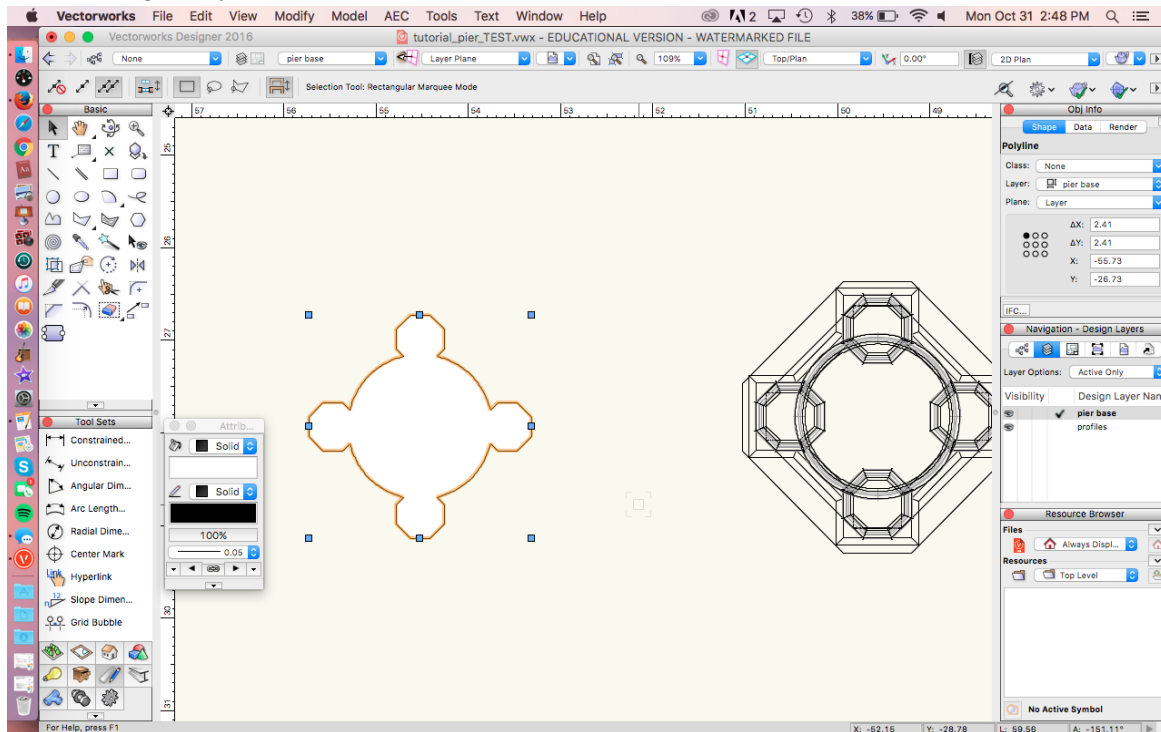 Vectorworks File Edit View Modify Model AEC Tools Text Window Help 2 38% Mon Oct 31 2:48 PM
Vectorworks Designer 2016 tutorial_pier_TEST.vwx - EDUCATIONAL VERSION - WATERMARKED FILE
None pier base Layer Plane 109% Top/Plan 0.00° 2D Plan
Selection Tool: Rectangular Marquee Mode
Basic
57 56 55 54 53 52 51 50 49
25
26
27
30
31
Tool Sets
Constrained...
Unconstrain...
Angular Dim...
Arc Length...
Radial Dime...
Center Mark
Link Hyperlink
12 n Slope Dimen...
Grid Bubble
Attrib...
Solid
Solid
100%
0.05
Obj Info
Shape Data Render
Polyline
Class: None
Layer: pier base
Plane: Layer
ΔX: 2.41
ΔY: 2.41
X: -55.73
Y: -26.73
IFC...
Navigation - Design Layers
Layer Options: Active Only
Visibility Design Layer Nam
pier base
profiles
Resource Browser
Files
Always Displ...
Resources
Top Level
No Active Symbol
For Help, press F1
X: -52.15 Y: -28.78 L: 59.56 A: -151.11°